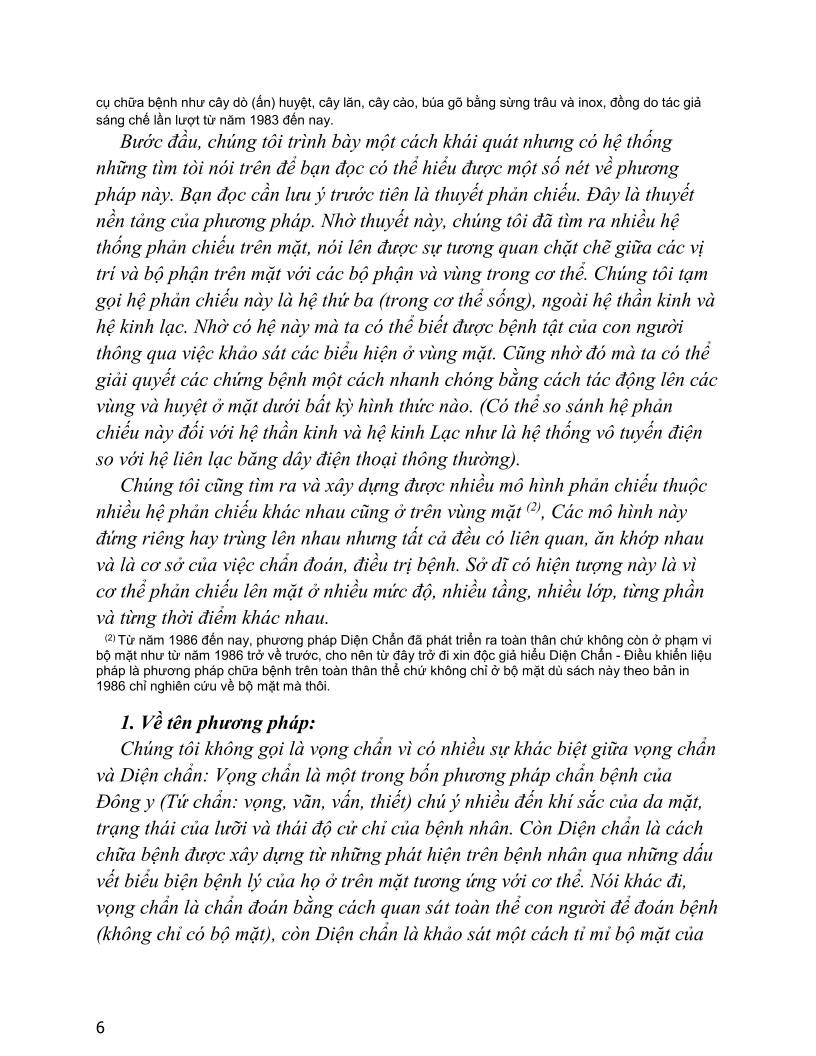 cụ chữa bệnh như cây dò (ấn) huyệt, cây lăn, cây cào, búa gõ bằng sừng trâu và inox, đồng do tác giả
sáng chế lần lượt từ năm 1983 đến nay.
Bước đầu, chúng tôi trình bày một cách khái quát nhưng có hệ thống
những tìm tòi nói trên để bạn đọc có thể hiểu được một số nét về phương
pháp này. Bạn đọc cần lưu ý trước tiên là thuyết phản chiếu. Đây là thuyết
nền tảng của phương pháp. Nhờ thuyết này, chúng tôi đã tìm ra nhiều hệ
thống phản chiếu trên mặt, nói lên được sự tương quan chặt chẽ giữa các vị
trí và bộ phận trên mặt với các bộ phận và vùng trong cơ thể. Chúng tôi tạm
gọi hệ phản chiếu này là hệ thứ ba (trong cơ thể sống), ngoài hệ thần kinh và
hệ kinh lạc. Nhờ có hệ này mà ta có thể biết được bệnh tật của con người
thông qua việc khảo sát các biểu hiện ở vùng mặt. Cũng nhờ đó mà ta có thể
giải quyết các chứng bệnh một cách nhanh chóng bằng cách tác động lên các
vùng và huyệt ở mặt dưới bất kỳ hình thức nào. (Có thể so sánh hệ phản
chiếu này đối với hệ thần kinh và hệ kinh Lạc như là hệ thống vô tuyến điện
so với hệ liên lạc băng dây điện thoại thông thường).
Chúng tôi cũng tìm ra và xây dựng được nhiều mô hình phản chiếu thuộc
nhiều hệ phản chiếu khác nhau cũng ở trên vùng mặt (2), Các mô hình này
đứng riêng hay trùng lên nhau nhưng tất cả đều có liên quan, ăn khớp nhau
và là cơ sở của việc chẩn đoán, điều trị bệnh. Sở dĩ có hiện tượng này là vì
cơ thể phản chiếu lên mặt ở nhiều mức độ, nhiều tầng, nhiều lớp, từng phần
và từng thời điểm khác nhau.
(2) Từ năm 1986 đến nay, phương pháp Diện Chẩn đã phát triển ra toàn thân chứ không còn ở phạm vi
bộ mặt như từ năm 1986 trở về trước, cho nên từ đây trở đi xin độc giả hiểu Diện Chẩn - Điều khiển liệu
pháp là phương pháp chữa bệnh trên toàn thân thể chứ không chỉ ở bộ mặt dù sách này theo bản in
1986 chỉ nghiên cứu về bộ mặt mà thôi.
1. Về tên phương pháp:
Chúng tôi không gọi là vọng chẩn vì có nhiều sự khác biệt giữa vọng chẩn
và Diện chẩn: Vọng chẩn là một trong bốn phương pháp chẩn bệnh của
Đông y (Tứ chẩn: vọng, vãn, vấn, thiết) chú ý nhiều đến khí sắc của da mặt,
trạng thái của lưỡi và thái độ cử chỉ của bệnh nhân. Còn Diện chẩn là cách
chữa bệnh được xây dựng từ những phát hiện trên bệnh nhân qua những dấu
vết biểu biện bệnh lý của họ ở trên mặt tương ứng với cơ thể. Nói khác đi,
vọng chẩn là chẩn đoán bằng cách quan sát toàn thể con người để đoán bệnh
(không chỉ có bộ mặt), còn Diện chẩn là khảo sát một cách tỉ mỉ bộ mặt của
6